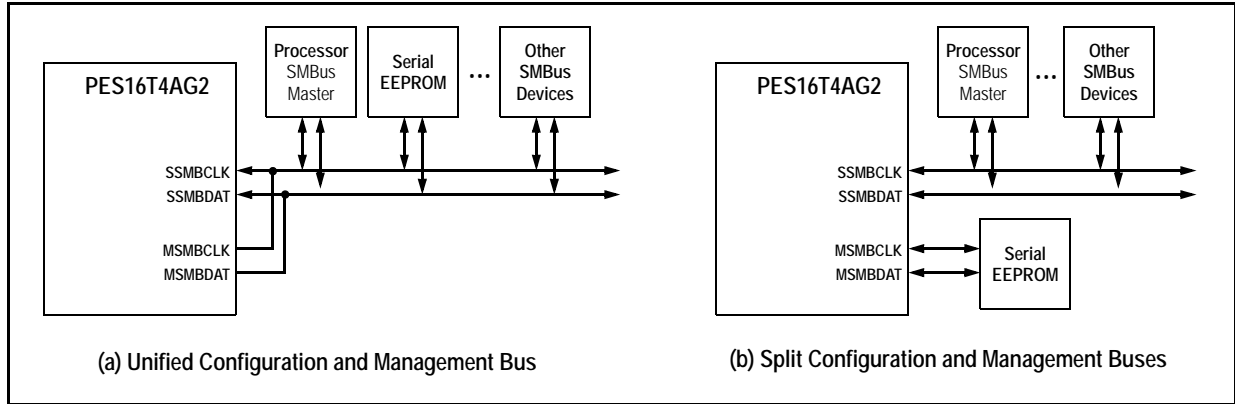 PES16T4AG2
Processor
SMBus
Master
Serial
EEPROM
...
Other
SMBus
Devices
SSMBCLK
SSMBDAT
MSMBCLK
MSMBDAT
(a) Unified Configuration and Management Bus
PES16T4AG2
Processor
SMBus
Master
...
Other
SMBus
Devices
SSMBCLK
SSMBDAT
MSMBCLK
MSMBDAT
Serial
EEPROM
(b) Split Configuration and Management Buses